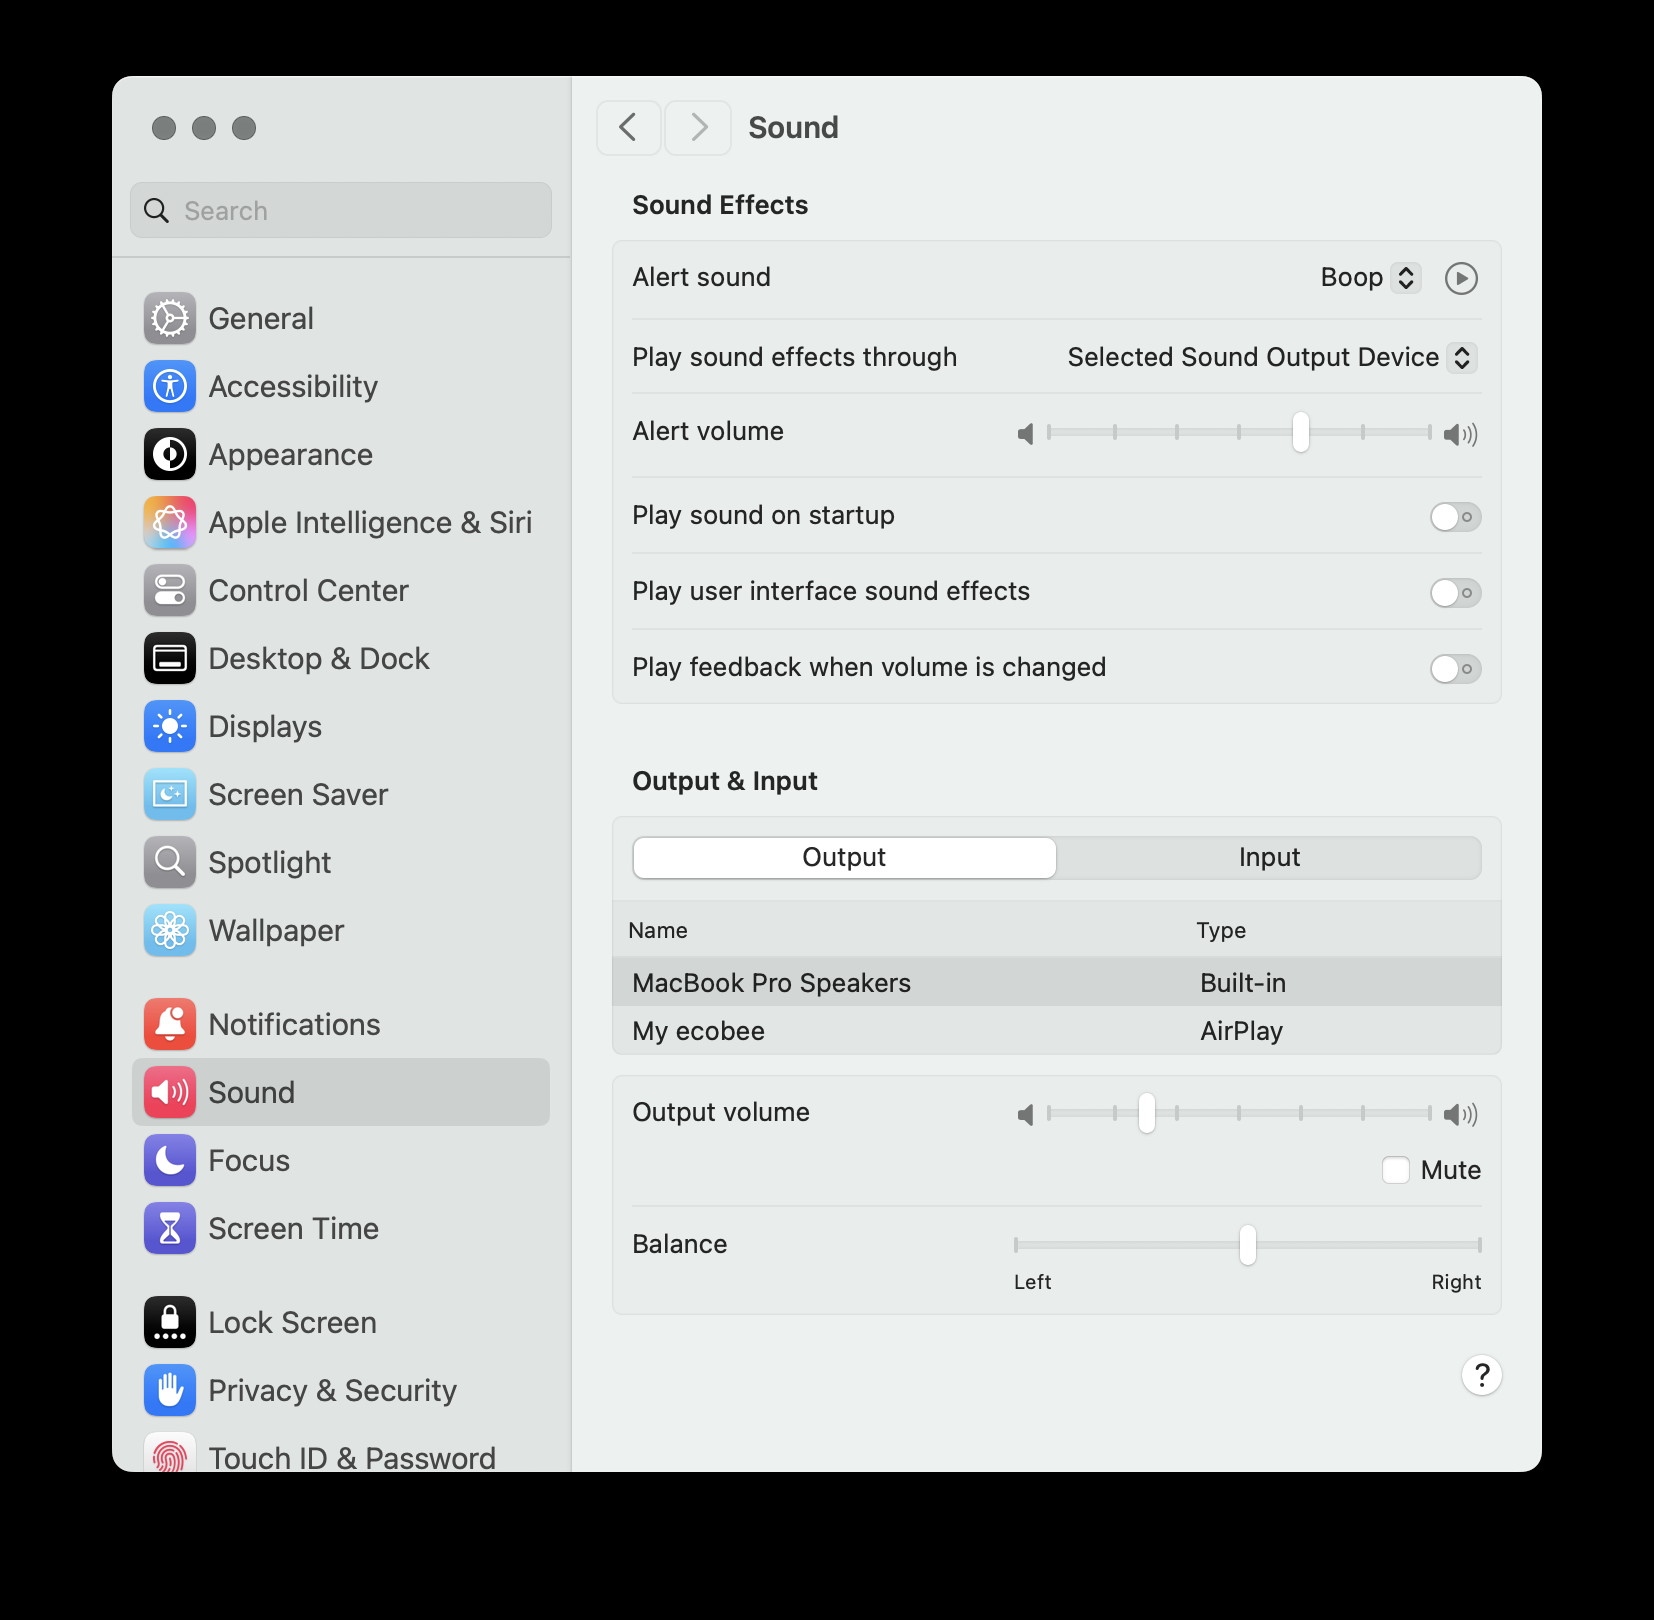 Search
General
Accessibility
Appearance
Apple Intelligence & Siri
Control Center
Desktop & Dock
Displays
Screen Saver
Spotlight
Wallpaper
Notifications
Sound
Focus
Screen Time
Lock Screen
Privacy & Security
Touch ID & Password
Sound
Sound Effects
Alert sound Boop
Play sound effects through Selected Sound Output Device
Alert volume
Play sound on startup
Play user interface sound effects
Play feedback when volume is changed
Output & Input
Output Input
Name Type
MacBook Pro Speakers Built-in
My ecobee AirPlay
Output volume
Mute
Balance
Left Right
?